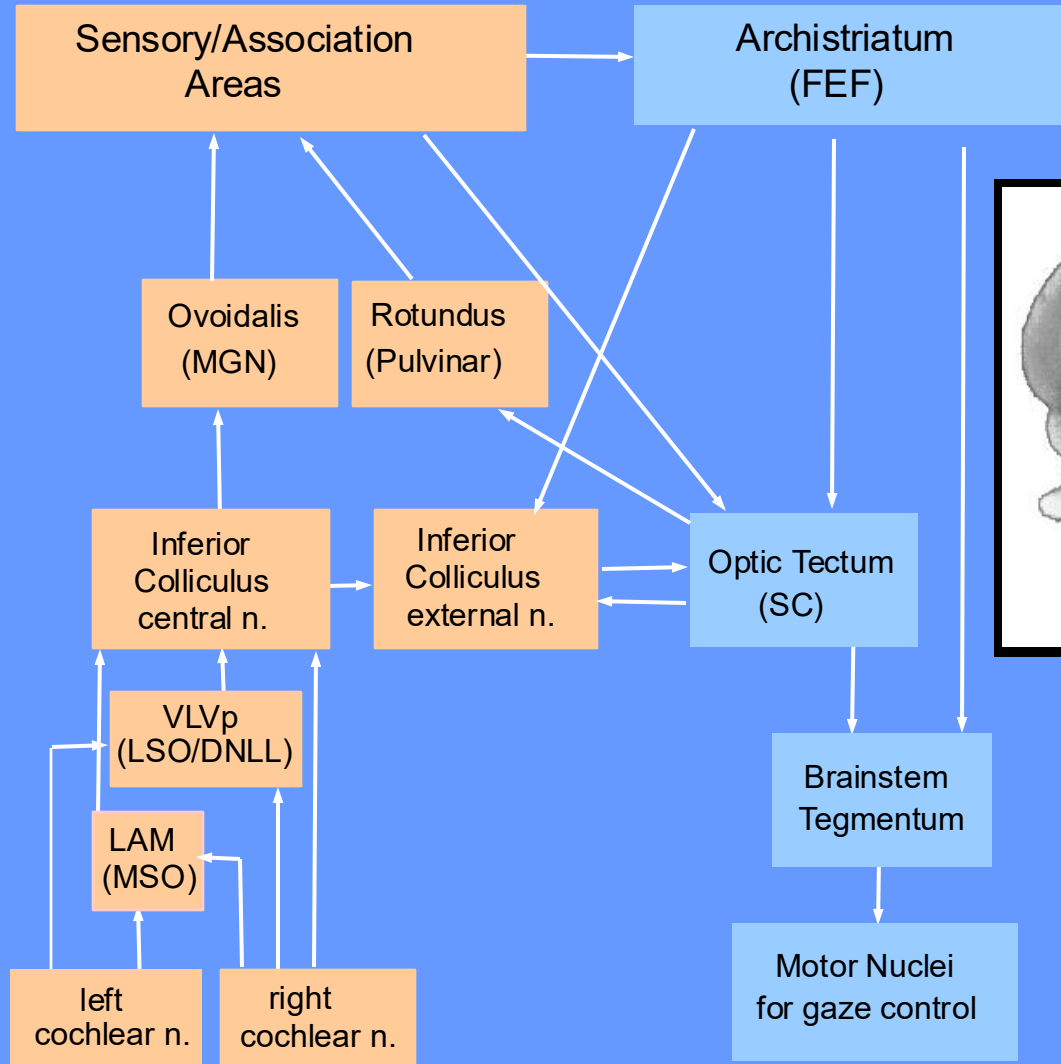 Sensory/Association
Areas
Archistriatum
(FEF)
Ovoidalis
(MGN)
Rotundus
(Pulvinar)
Inferior
Colliculus
central n.
Inferior
Colliculus
external n.
Optic Tectum
(SC)
VLVp
(LSO/DNLL)
Brainstem
Tegmentum
LAM
(MSO)
left
cochlear n.
right
cochlear n.
Motor Nuclei
for gaze control